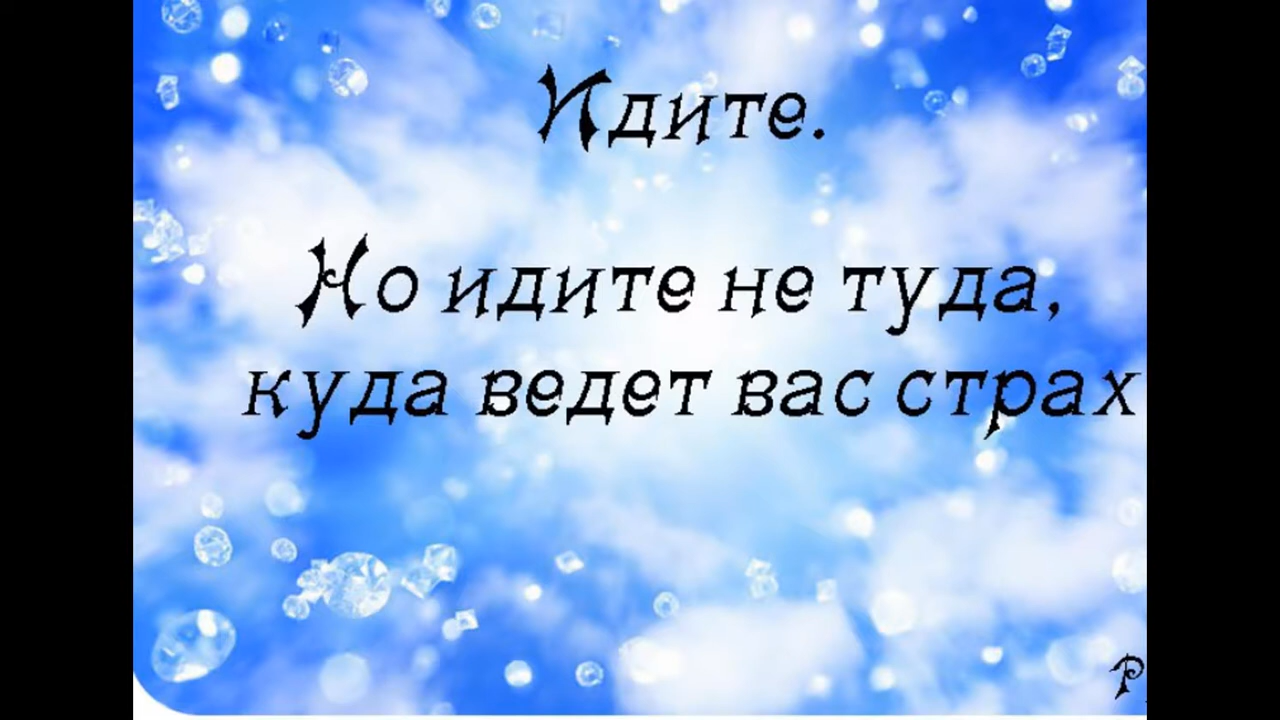 Идите.
Но идите не туда,
куда ведет вас страх
Р